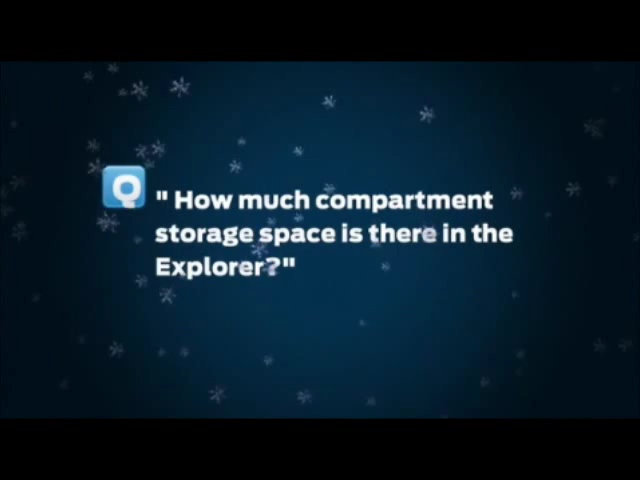 Q
" How much compartment
storage space is there in the
Explorer?"